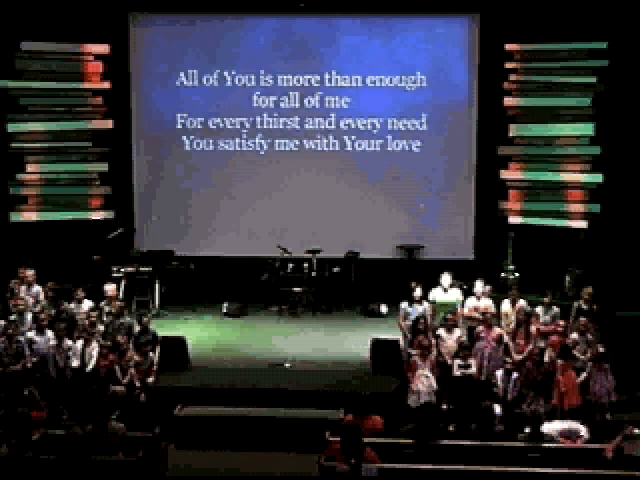 All of You is more than enough
for all of me
For every thirst and every need
You satisfy me with Your love